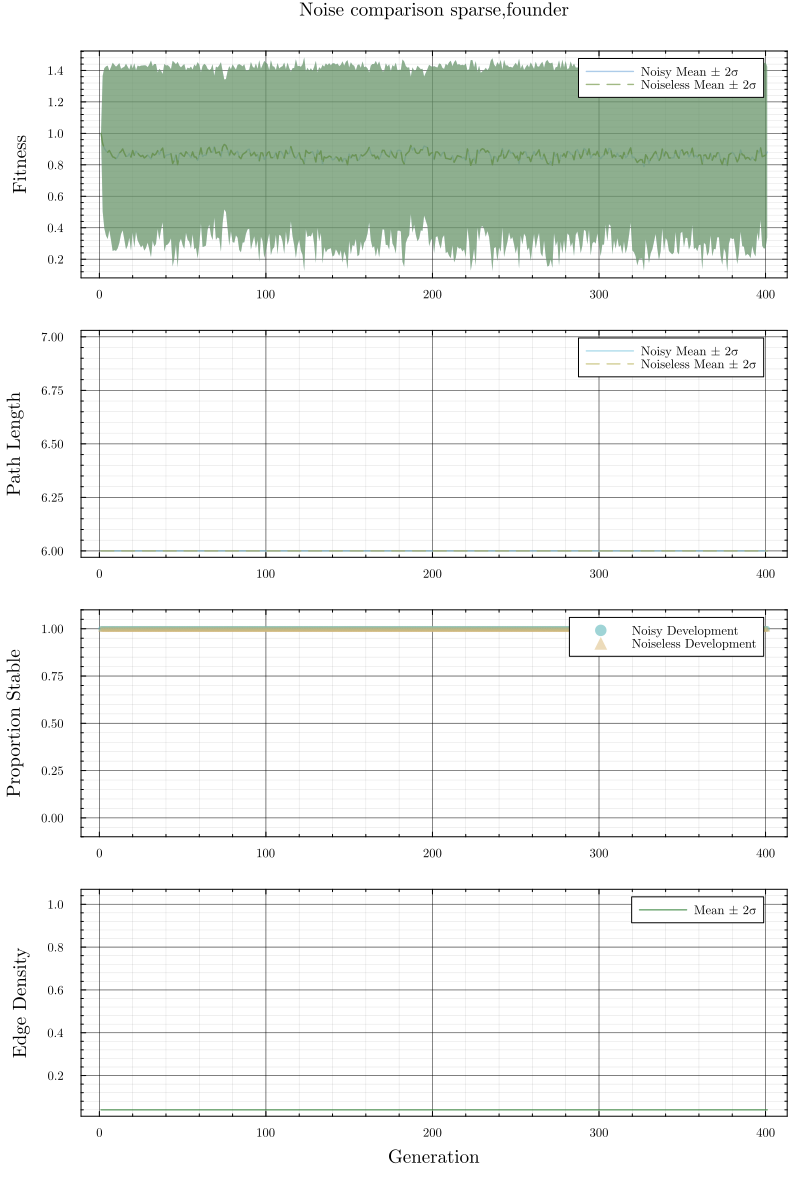 Noise comparison sparse,founder
1.4
1.2
1.0
0.8
0.6
0.4
0.2
Fitness
Noisy Mean ± 2σ
Noiseless Mean ± 2σ
0 100 200 300 400
7.00
6.75
6.50
6.25
6.00
Path Length
Noisy Mean ± 2σ
Noiseless Mean ± 2σ
0 100 200 300 400
1.00
0.75
0.50
0.25
0.00
Proportion Stable
Noisy Development
Noiseless Development
0 100 200 300 400
1.0
0.8
0.6
0.4
0.2
Edge Density
Mean ± 2σ
0 100 200 300 400
Generation